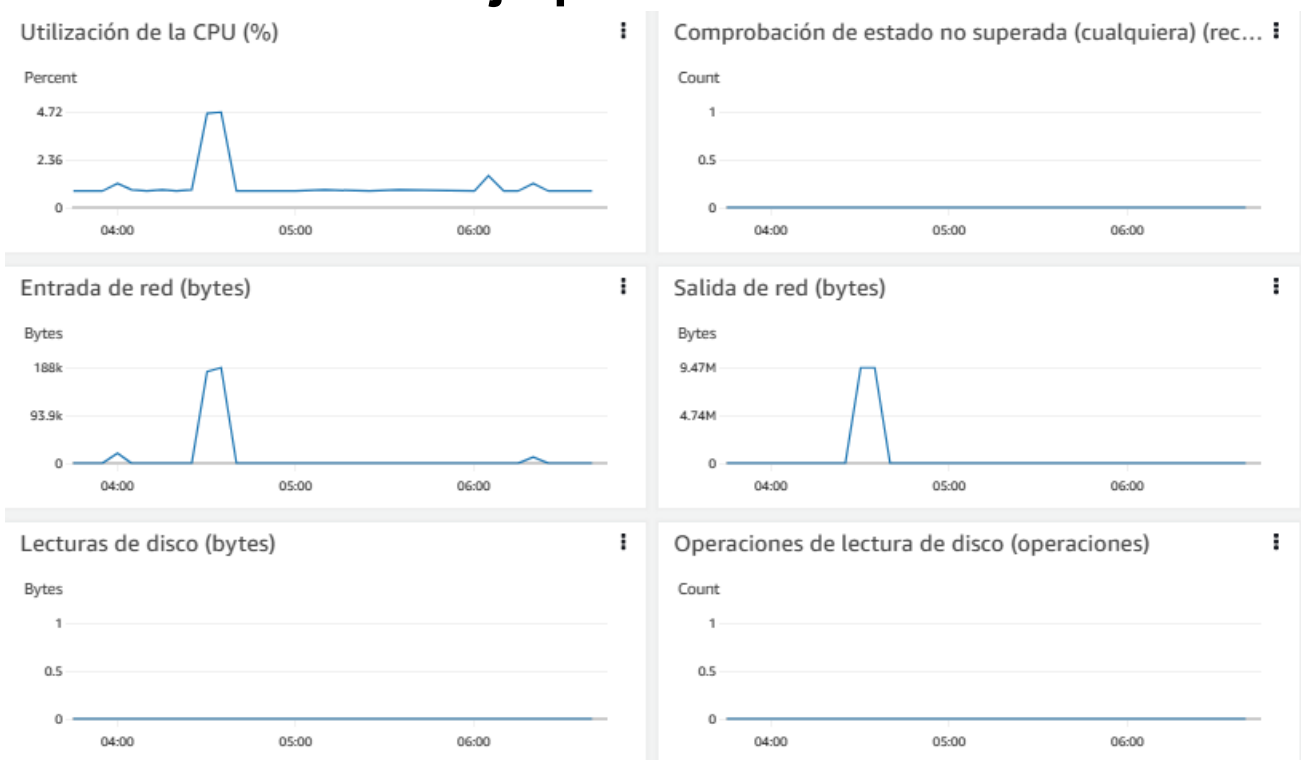 Utilización de la CPU (%)
Percent
4.72
2.36
0
04:00 05:00 06:00
Comprobación de estado no superada (cualquiera) (rec...
Count
1
0.5
0
04:00 05:00 06:00
Entrada de red (bytes)
Bytes
188k
93.9k
0
04:00 05:00 06:00
Salida de red (bytes)
Bytes
9.47M
4.74M
0
04:00 05:00 06:00
Lecturas de disco (bytes)
Bytes
1
0.5
0
04:00 05:00 06:00
Operaciones de lectura de disco (operaciones)
Count
1
0.5
0
04:00 05:00 06:00